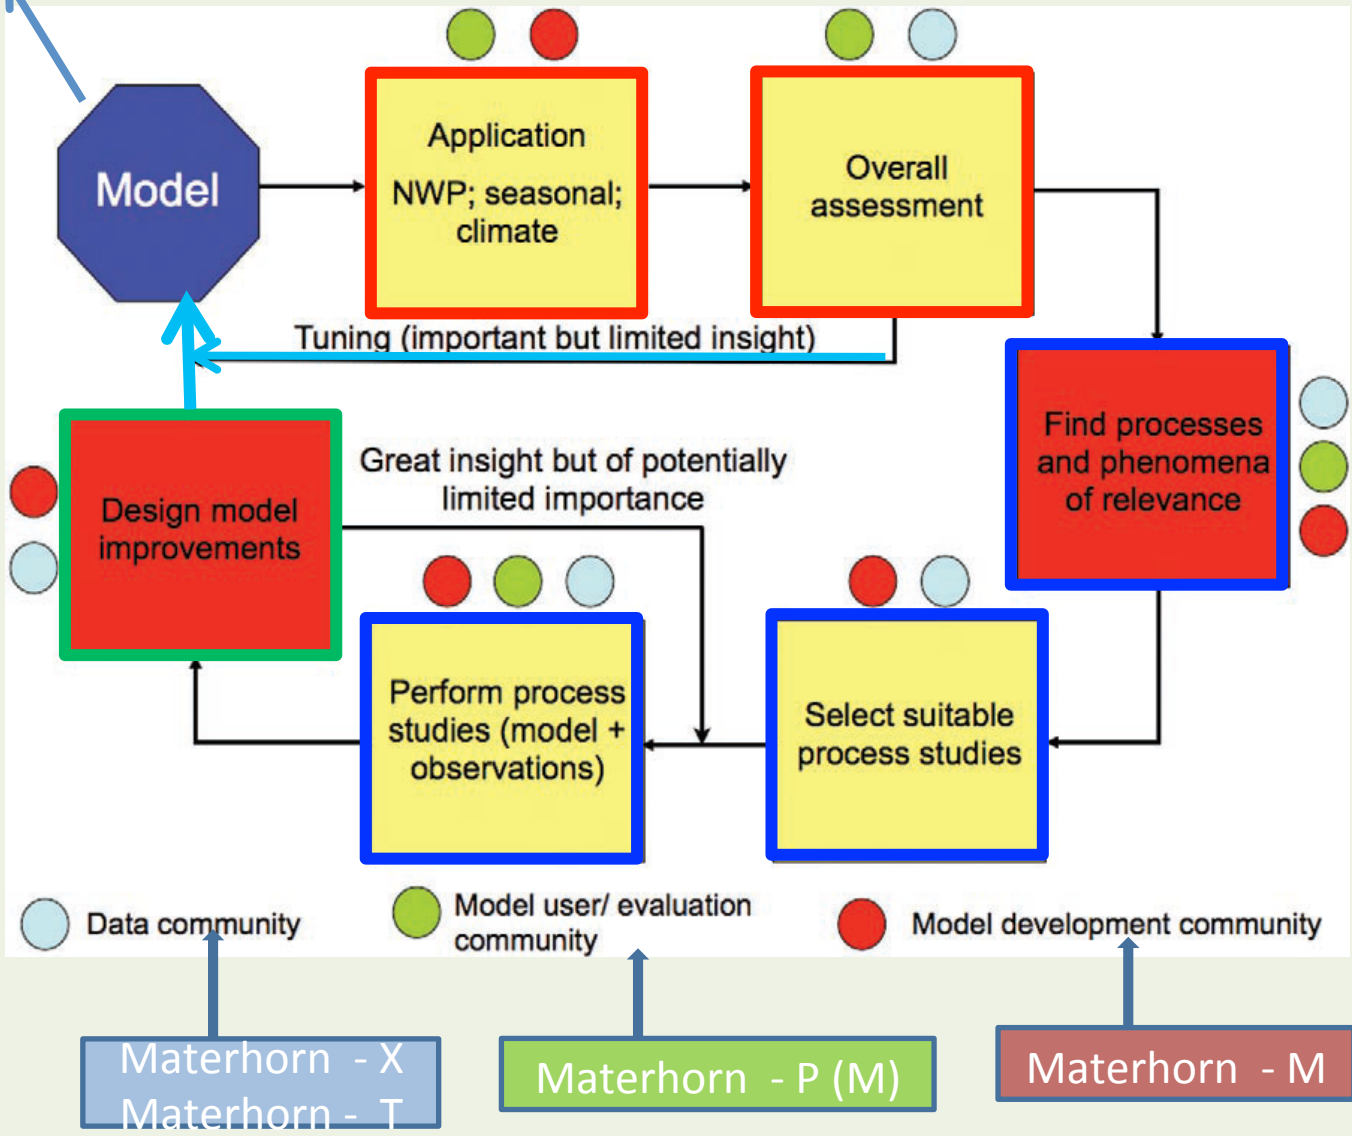 Model
Application
NWP; seasonal;
climate
Overall
assessment
Tuning (important but limited insight)
Find processes
and phenomena
of relevance
Great insight but of potentially
limited importance
Design model
improvements
Perform process
studies (model +
observations)
Select suitable
process studies
Data community
Model user/ evaluation
community
Model development community
Materhorn - X
Materhorn - T
Materhorn - P (M)
Materhorn - M